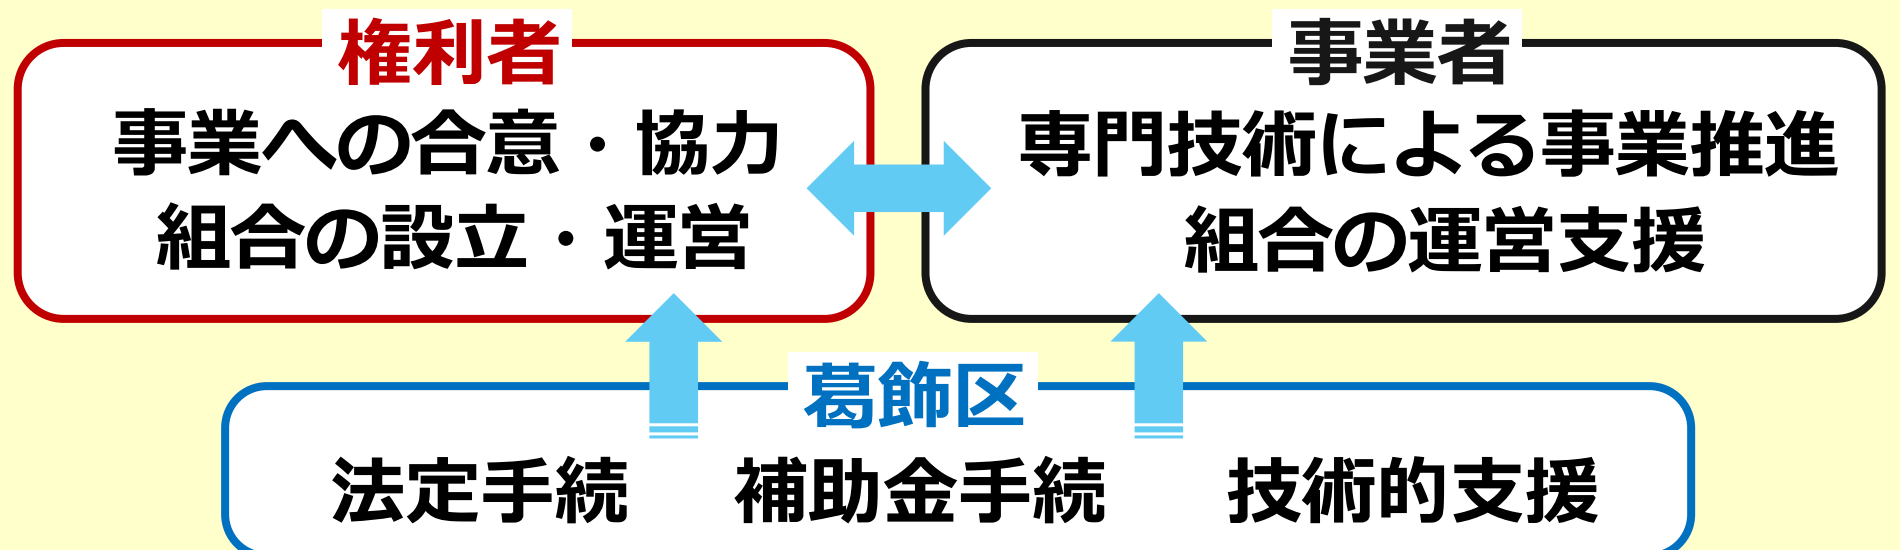 権利者
事業への合意・協力
組合の設立・運営
事業者
専門技術による事業推進
組合の運営支援
葛飾区
法定手続 補助金手続 技術的支援